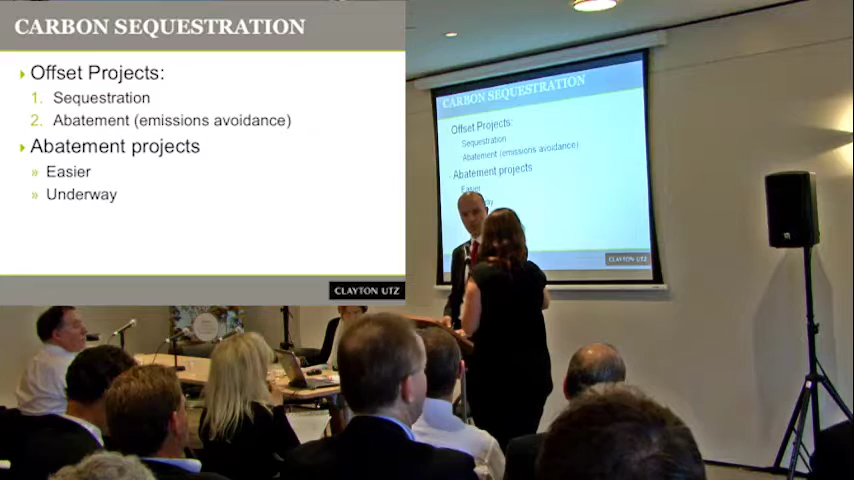 CARBON SEQUESTRATION
Offset Projects:
1. Sequestration
2. Abatement (emissions avoidance)
Abatement projects
» Easier
» Underway
CLAYTON UTZ
CARBON SEQUESTRATION
Offset Projects:
Sequestration
Abatement (emissions avoidance)
Abatement projects
Easier
CLAYTON UTZ